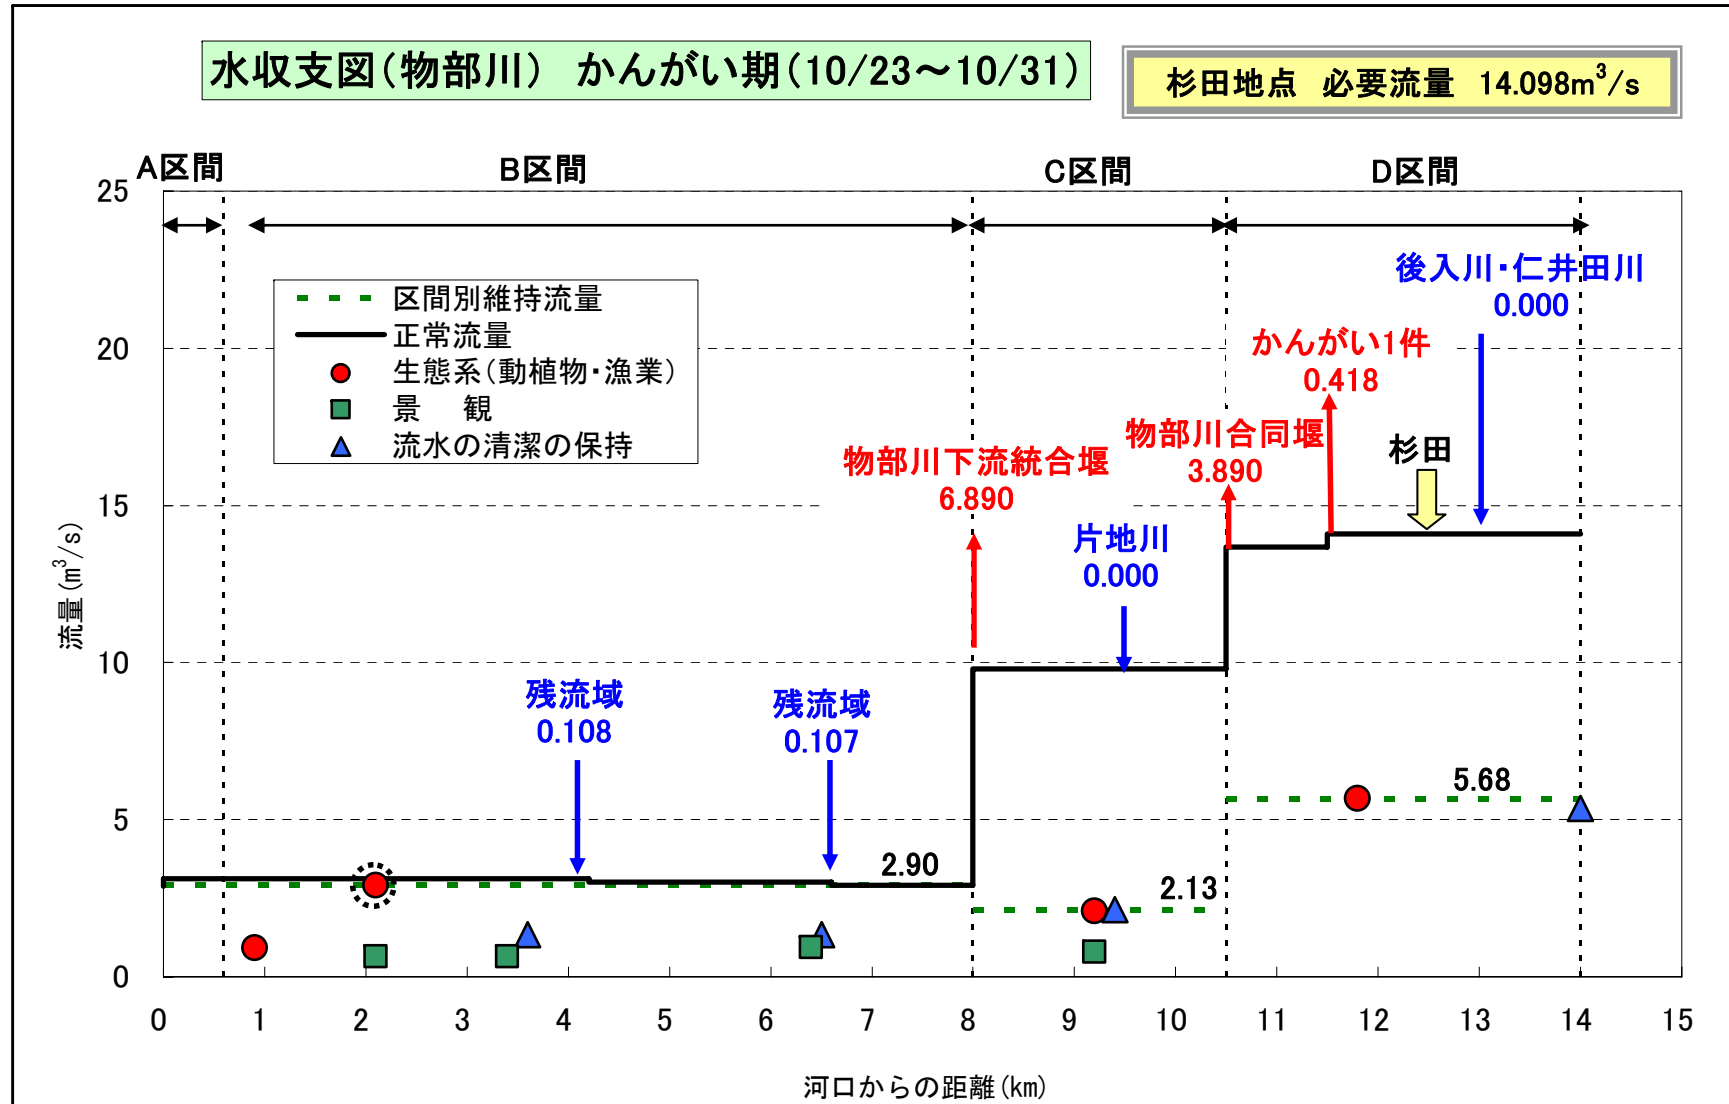 水収支図(物部川) かんがい期(10/23～10/31)
杉田地点 必要流量 14.098m³/s
A区間
B区間
C区間
D区間
区間別維持流量
正常流量
生態系(動植物・漁業)
景 観
流水の清潔の保持
後入川・仁井田川
0.000
かんがい1件
0.418
物部川合同堰
3.890
杉田
物部川下流統合堰
6.890
片地川
0.000
残流域
0.108
残流域
0.107
2.90
2.13
5.68
流量(m³/s)
25
20
15
10
5
0
0 1 2 3 4 5 6 7 8 9 10 11 12 13 14 15
河口からの距離(km)